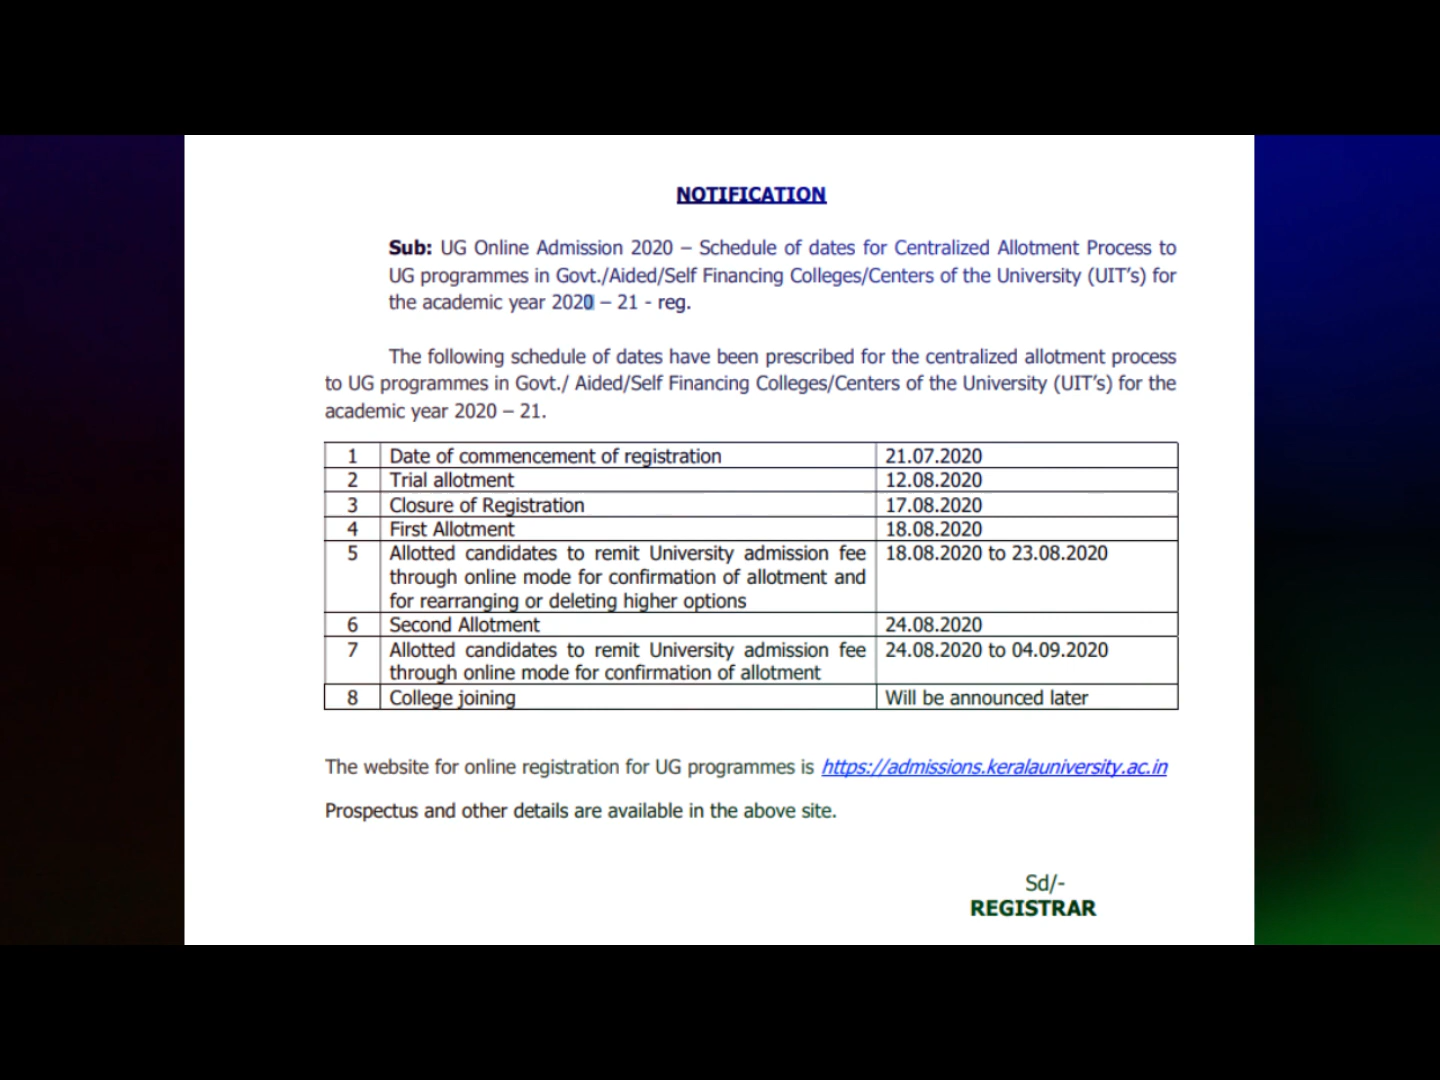 NOTIFICATION
Sub: UG Online Admission 2020 – Schedule of dates for Centralized Allotment Process to
UG programmes in Govt./Aided/Self Financing Colleges/Centers of the University (UIT's) for
the academic year 2020 – 21 - reg.
The following schedule of dates have been prescribed for the centralized allotment process
to UG programmes in Govt./ Aided/Self Financing Colleges/Centers of the University (UIT's) for the
academic year 2020 – 21.
1 Date of commencement of registration 21.07.2020
2 Trial allotment 12.08.2020
3 Closure of Registration 17.08.2020
4 First Allotment 18.08.2020
5 Allotted candidates to remit University admission fee 18.08.2020 to 23.08.2020
through online mode for confirmation of allotment and
for rearranging or deleting higher options
6 Second Allotment 24.08.2020
7 Allotted candidates to remit University admission fee 24.08.2020 to 04.09.2020
through online mode for confirmation of allotment
8 College joining Will be announced later
The website for online registration for UG programmes is https://admissions.keralauniversity.ac.in
Prospectus and other details are available in the above site.
Sd/-
REGISTRAR